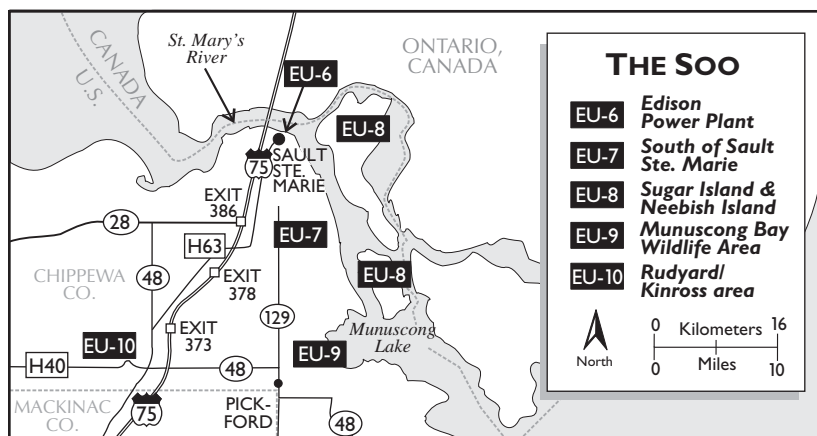 CANADA
U.S.
St. Mary's
River
EU-6
ONTARIO,
CANADA
EU-8
75
SAULT
STE.
MARIE
EXIT
386
28
H63
EU-7
48
CHIPPEWA
CO.
EXIT
378
EU-8
129
EXIT
373
Munuscong
Lake
EU-10
EU-9
H40
48
MACKINAC
CO.
75
PICK-
FORD
48
THE SOO
EU-6 Edison
Power Plant
EU-7 South of Sault
Ste. Marie
EU-8 Sugar Island &
Neebish Island
EU-9 Munuscong Bay
Wildlife Area
EU-10 Rudyard/
Kinross area
North
0 Kilometers 16
0 Miles 10